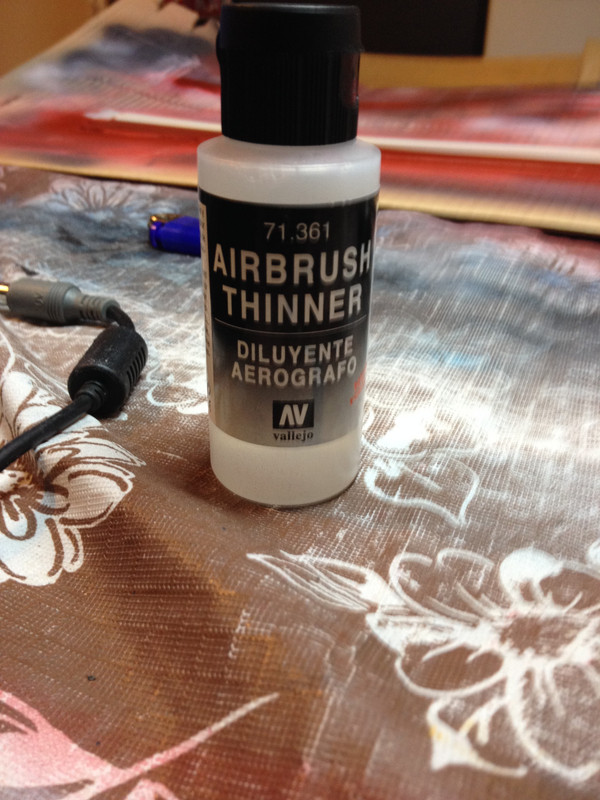 71.361
AIRBRUSH
THINNER
DILUYENTE
AEROGRAFO
AV
vallejo